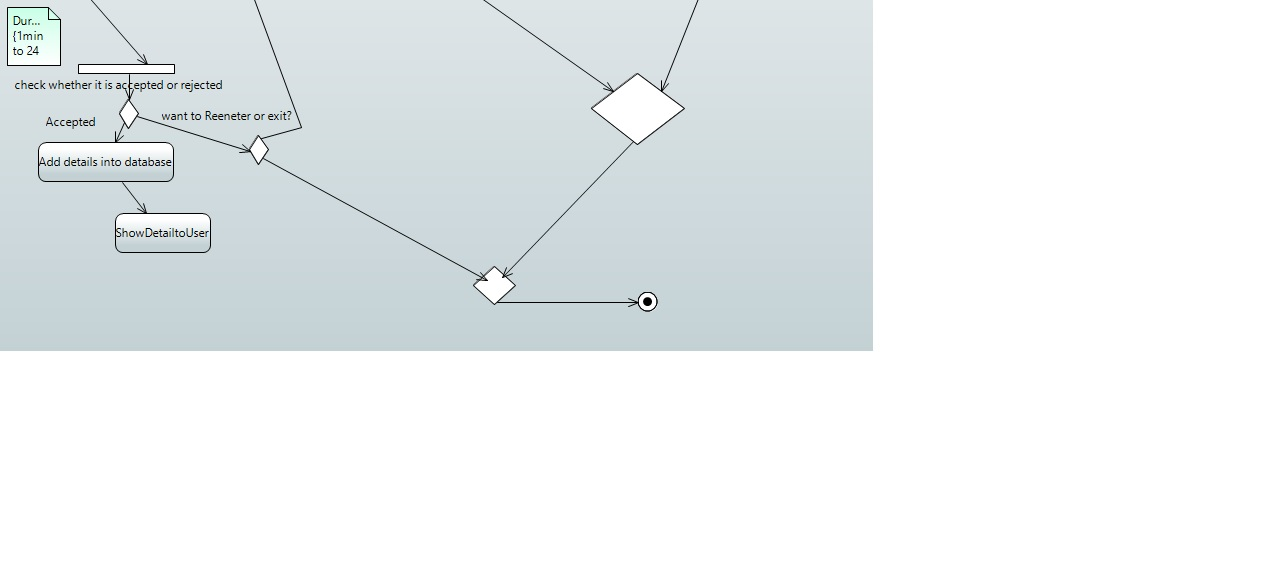 Dur...
{1min
to 24
check whether it is accepted or rejected
want to Reeneter or exit?
Accepted
Add details into database
ShowDetailtoUser